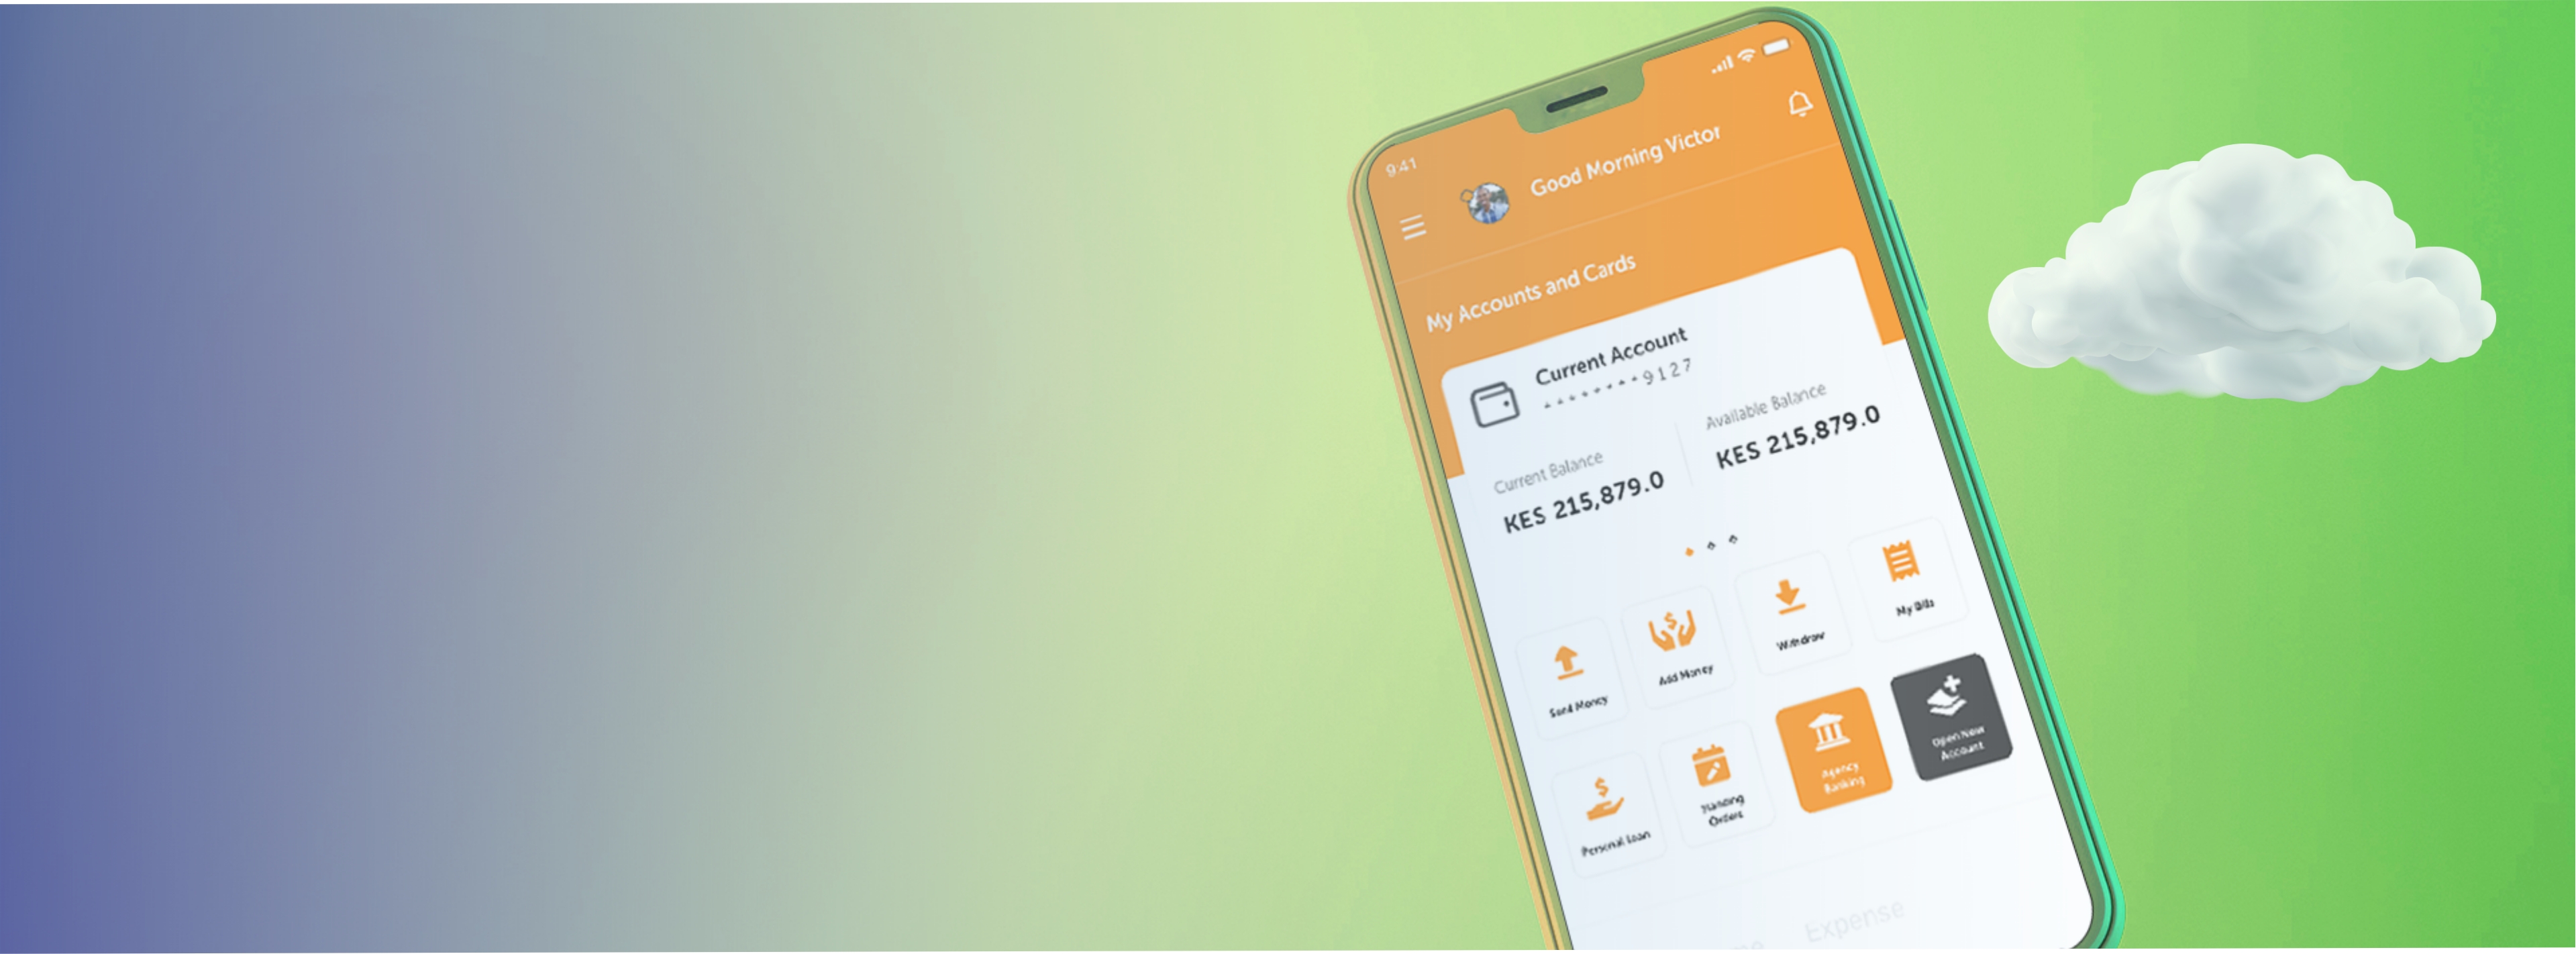 9:41
Good Morning Victor
My Accounts and Cards
Current Account
9127
Current Balance
Available Balance
KES 215,879.0
KES 215,879.0
Send Money
Add Money
Withdraw
My Bills
Personal Loan
Standing
Orders
Agency
Banking
Open New
Account
Expense